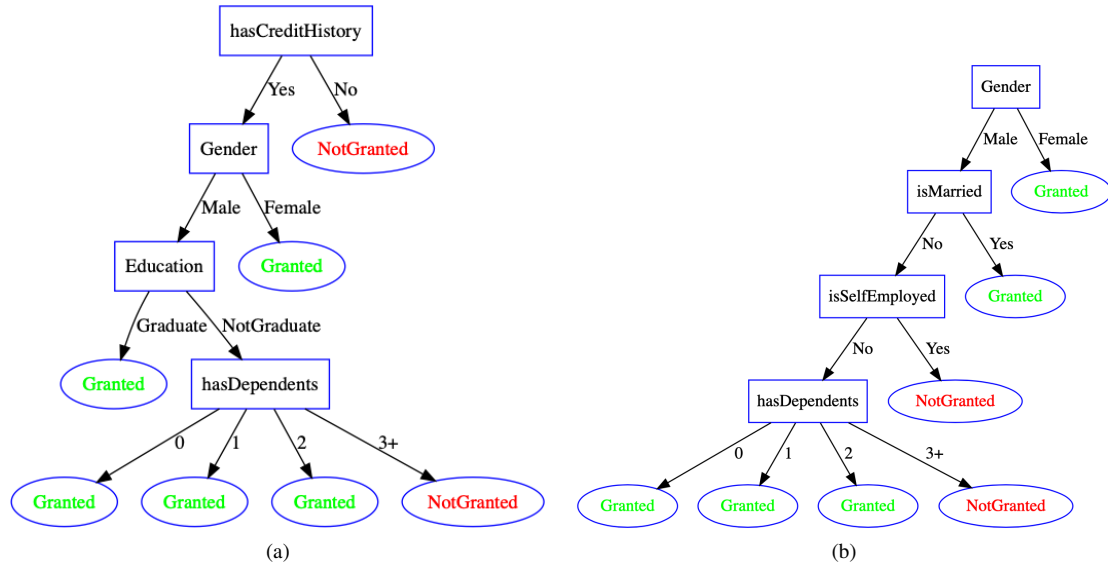 hasCreditHistory
Yes
No
Gender
NotGranted
Male
Female
Education
Granted
Graduate
NotGraduate
Granted
hasDependents
0
1
2
3+
Granted
Granted
Granted
NotGranted
(a)
Gender
Male
Female
isMarried
Granted
No
Yes
isSelfEmployed
Granted
No
Yes
hasDependents
NotGranted
0
1
2
3+
Granted
Granted
Granted
NotGranted
(b)